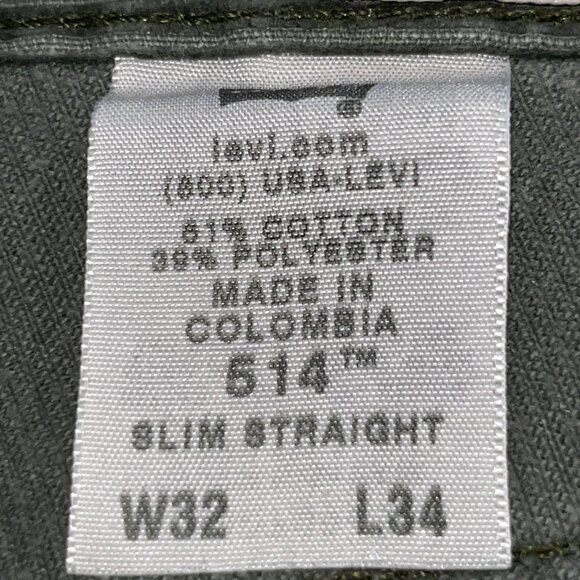 ®
levi.com
(800) USA-LEVI
61% COTTON
39% POLYESTER
MADE IN
COLOMBIA
514™
SLIM STRAIGHT
W32 L34